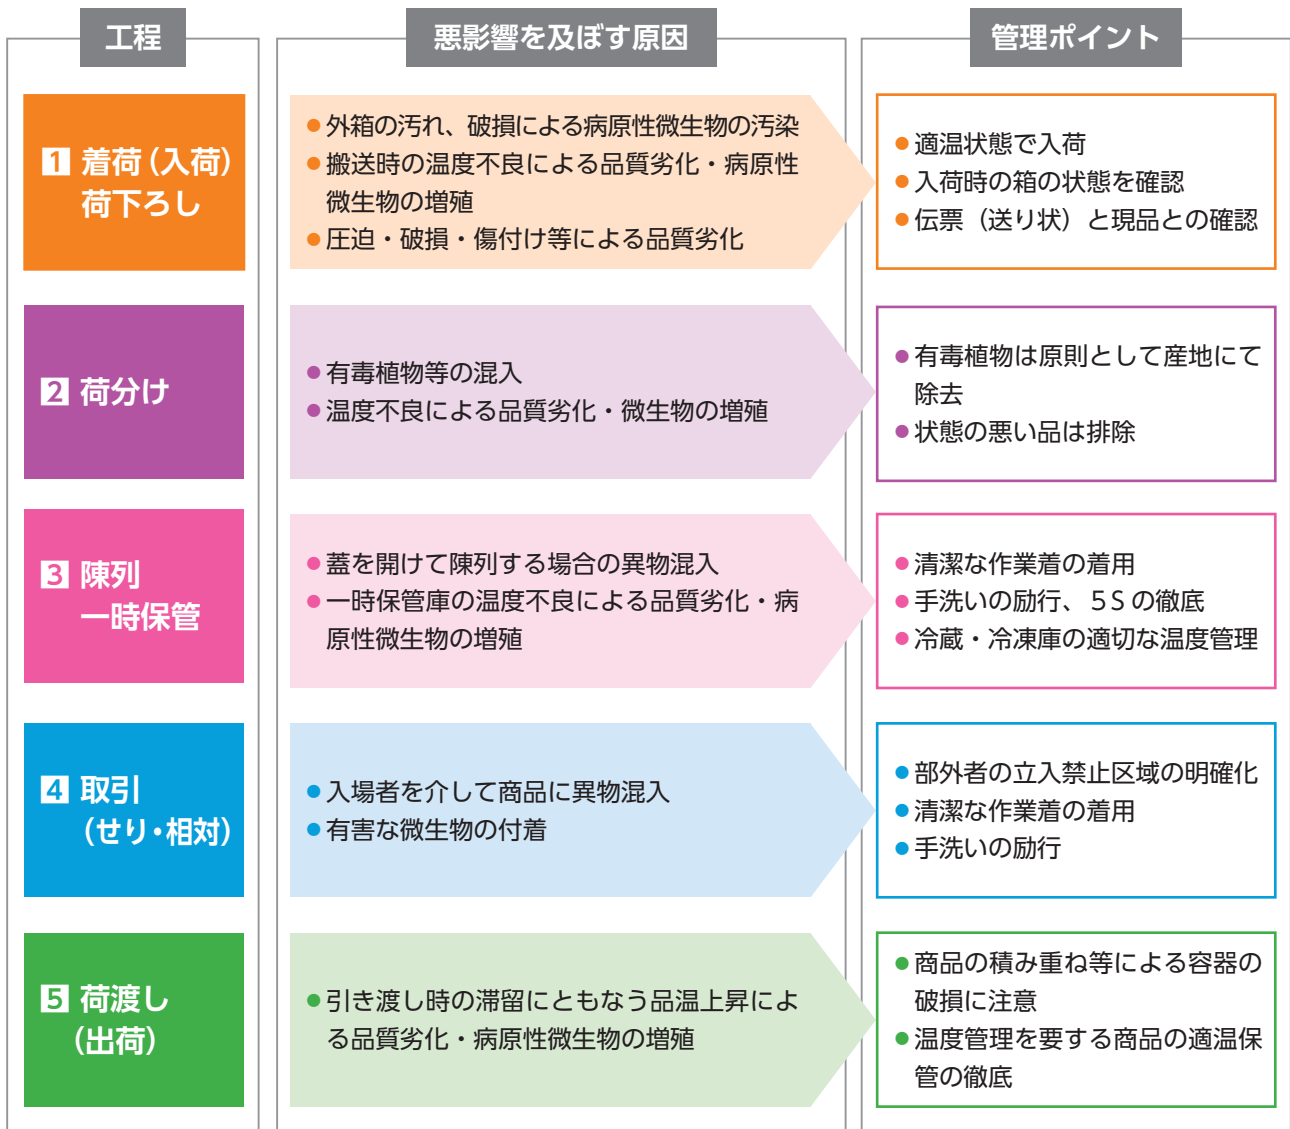 工程
悪影響を及ぼす原因
管理ポイント
1 着荷(入荷)
荷下ろし
●外箱の汚れ、破損による病原性微生物の汚染
●搬送時の温度不良による品質劣化・病原性
微生物の増殖
●圧迫・破損・傷付け等による品質劣化
●適温状態で入荷
●入荷時の箱の状態を確認
●伝票（送り状）と現品との確認
2 荷分け
●有毒植物等の混入
●温度不良による品質劣化・微生物の増殖
●有毒植物は原則として産地にて
除去
●状態の悪い品は排除
3 陳列
一時保管
●蓋を開けて陳列する場合の異物混入
●一時保管庫の温度不良による品質劣化・病
原性微生物の増殖
●清潔な作業着の着用
●手洗いの励行、５Ｓの徹底
●冷蔵・冷凍庫の適切な温度管理
4 取引
(せり・相対)
●入場者を介して商品に異物混入
●有害な微生物の付着
●部外者の立入禁止区域の明確化
●清潔な作業着の着用
●手洗いの励行
5 荷渡し
(出荷)
●引き渡し時の滞留にともなう品温上昇によ
る品質劣化・病原性微生物の増殖
●商品の積み重ね等による容器の
破損に注意
●温度管理を要する商品の適温保
管の徹底